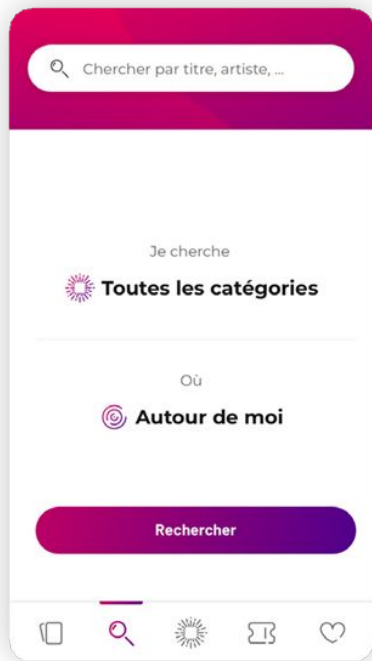 Chercher par titre, artiste, ...
Je cherche
Toutes les catégories
Où
Autour de moi
Rechercher